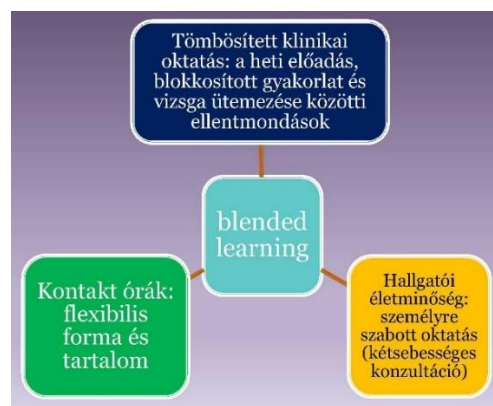 Tömbösített klinikai
oktatás: a heti előadás,
blokkosított gyakorlat és
vizsga ütemezése közötti
ellentmondások
blended
learning
Kontakt órák:
flexibilis
forma és
tartalom
Hallgatói
életminőség:
személyre
szabott oktatás
(kétsebességes
konzultáció)